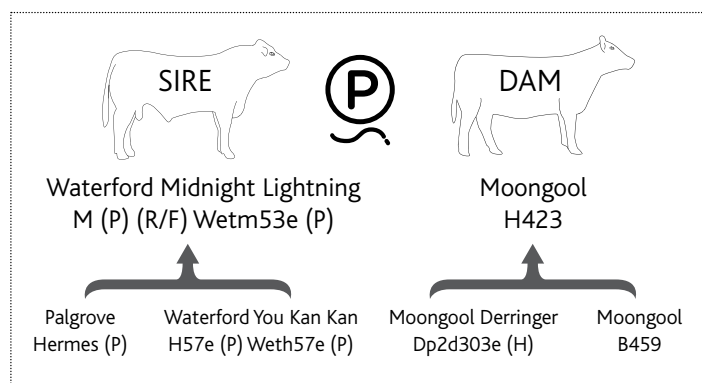 SIRE
P
DAM
Waterford Midnight Lightning
M (P) (R/F) Wetm53e (P)
Moongool
H423
Palgrove
Hermes (P)
Waterford You Kan Kan
H57e (P) Weth57e (P)
Moongool Derringer
Dp2d303e (H)
Moongool
B459